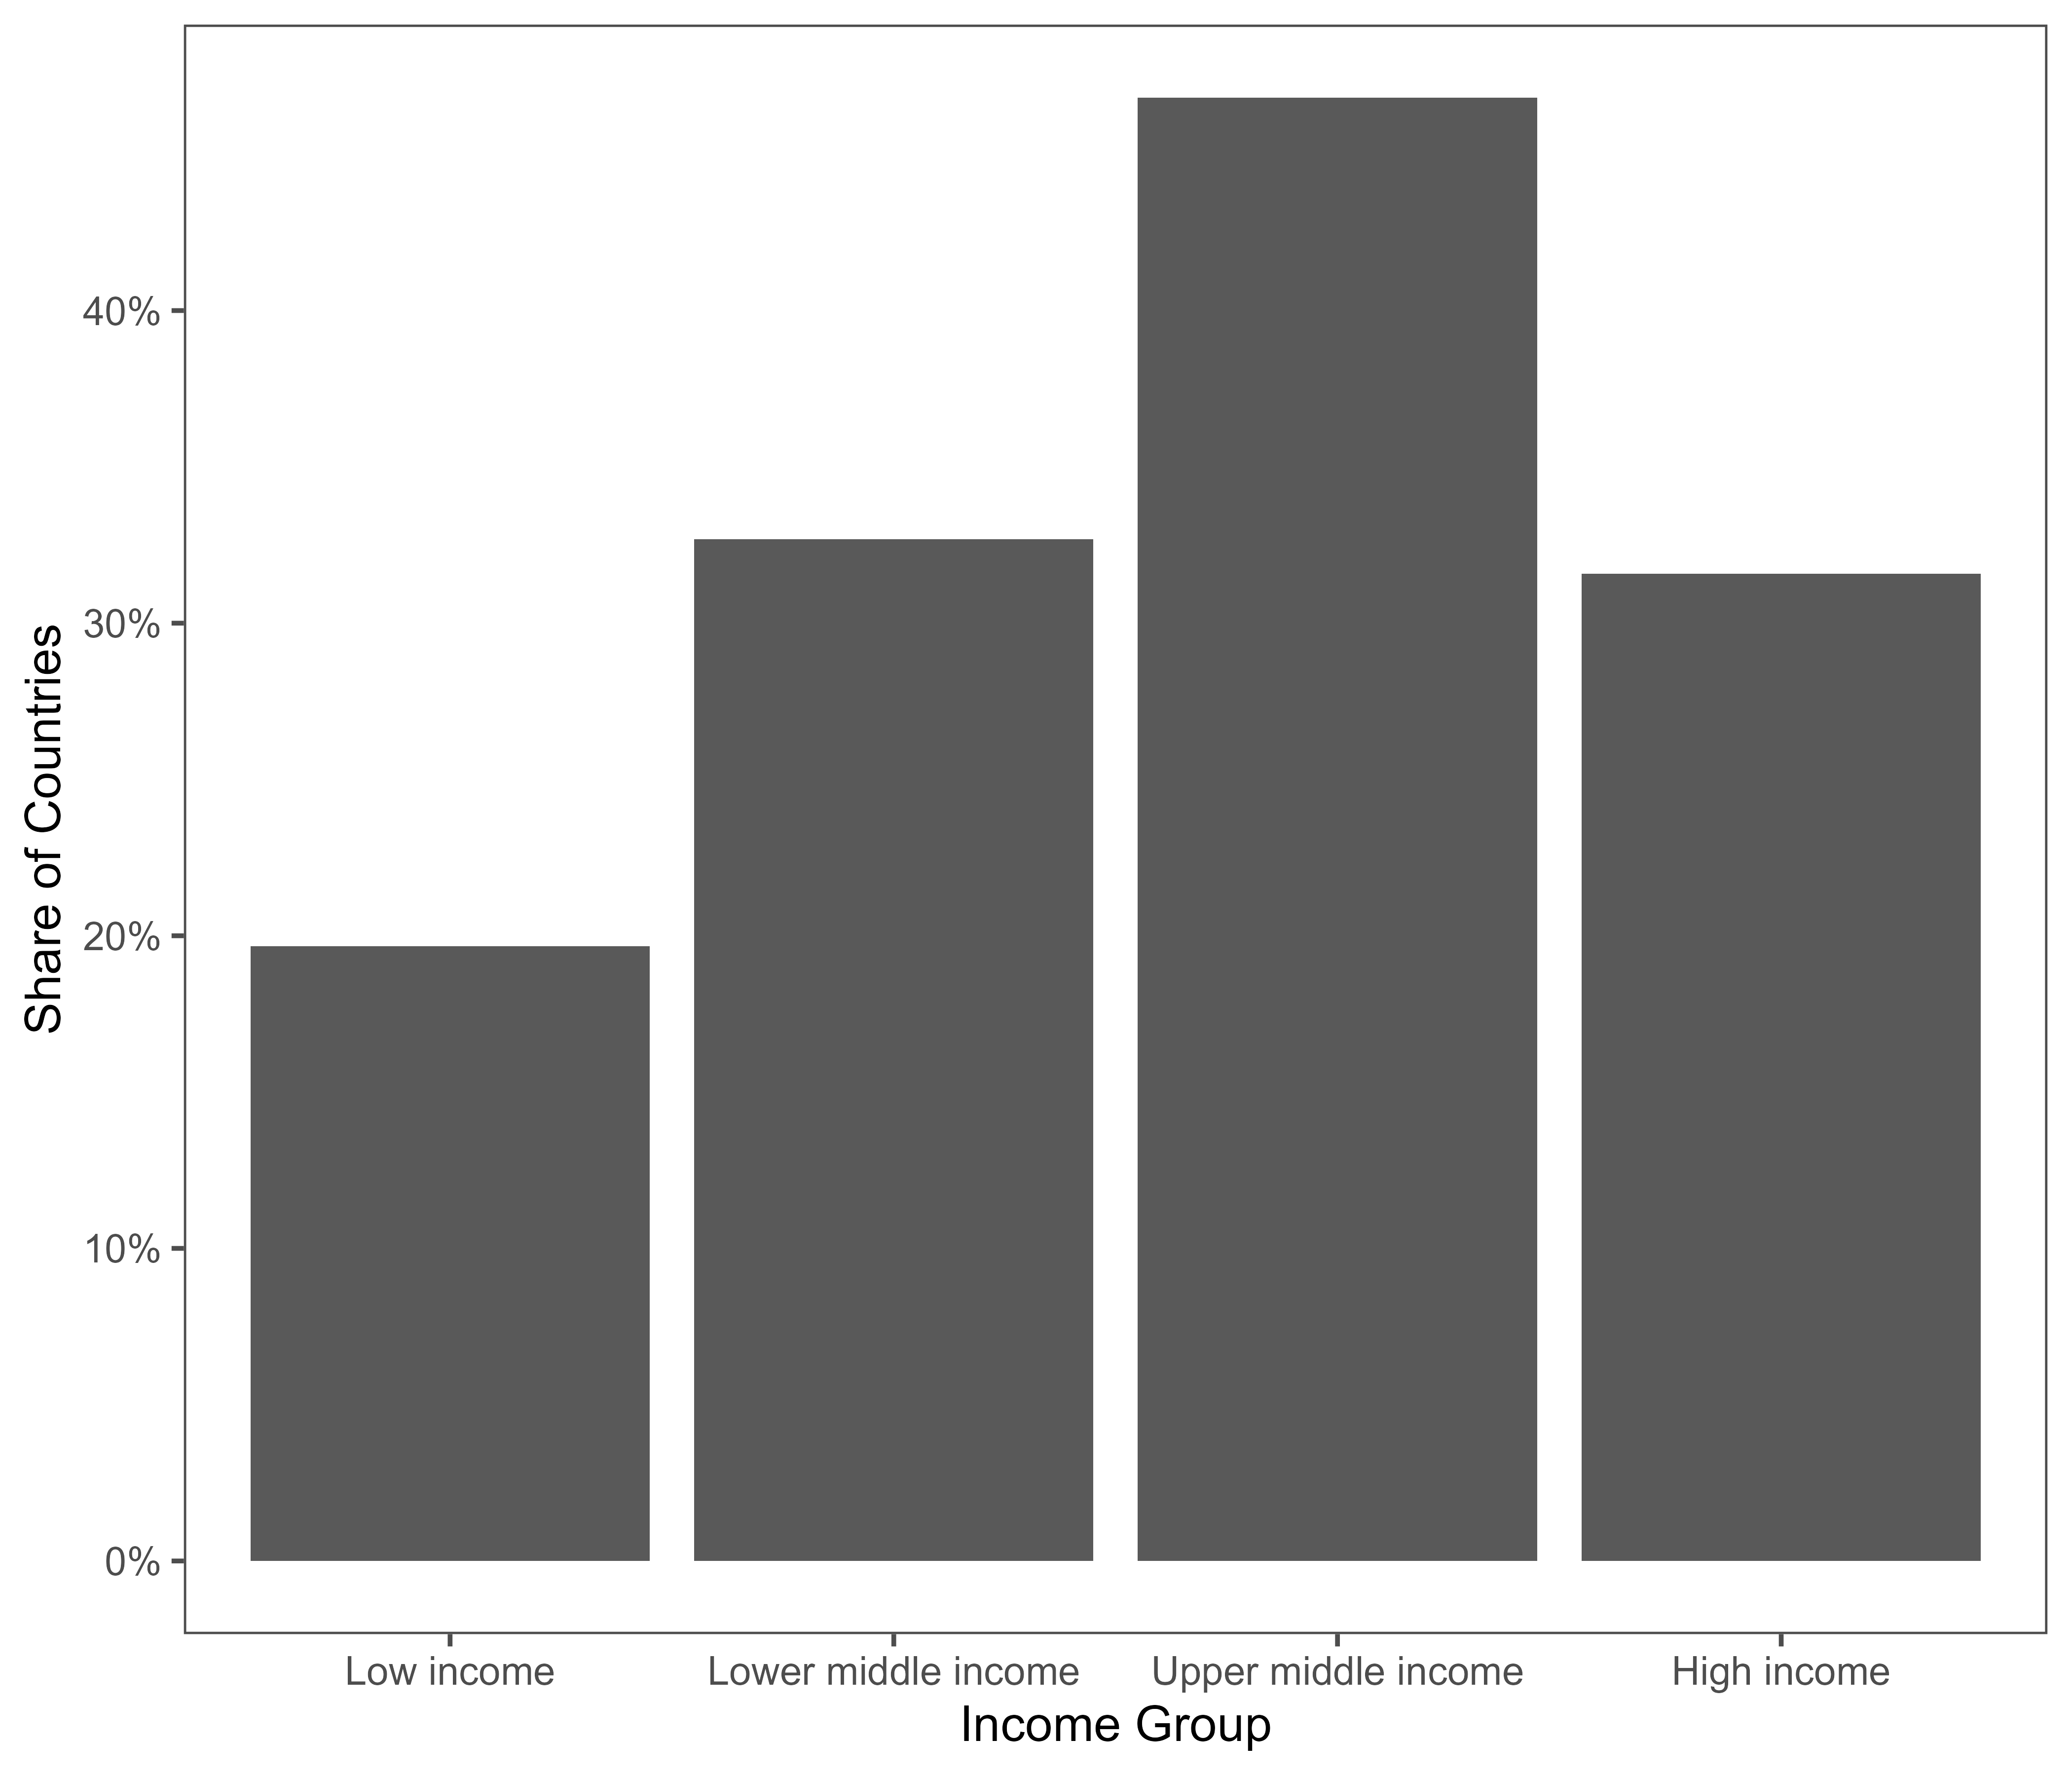 Share of Countries
40%
30%
20%
10%
0%
Low income
Lower middle income
Upper middle income
High income
Income Group